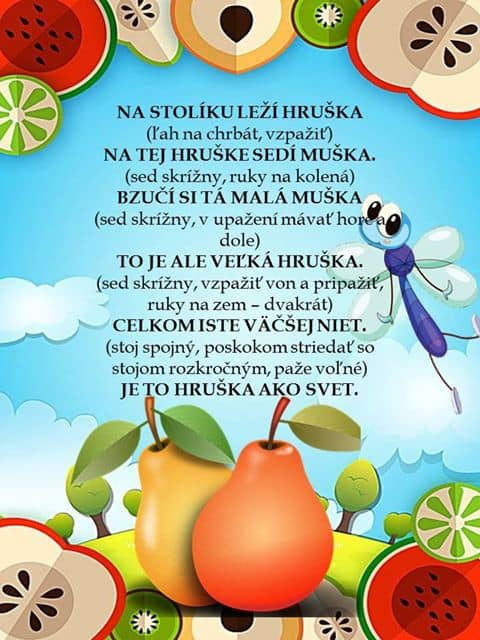 NA STOLÍKU LEŽÍ HRUŠKA
(ľah na chrbát, vzpažiť)
NA TEJ HRUŠKE SEDÍ MUŠKA.
(sed skrížny, ruky na kolená)
BZUČÍ SI TÁ MALÁ MUŠKA
(sed skrížny, v upažení mávať hore a
dole)
TO JE ALE VEĽKÁ HRUŠKA.
(sed skrížny, vzpažiť von a pripažiť,
ruky na zem – dvakrát)
CELKOM ISTE VÄČŠEJ NIET.
(stoj spojný, poskokom striedať so
stojom rozkročným, paže voľné)
JE TO HRUŠKA AKO SVET.